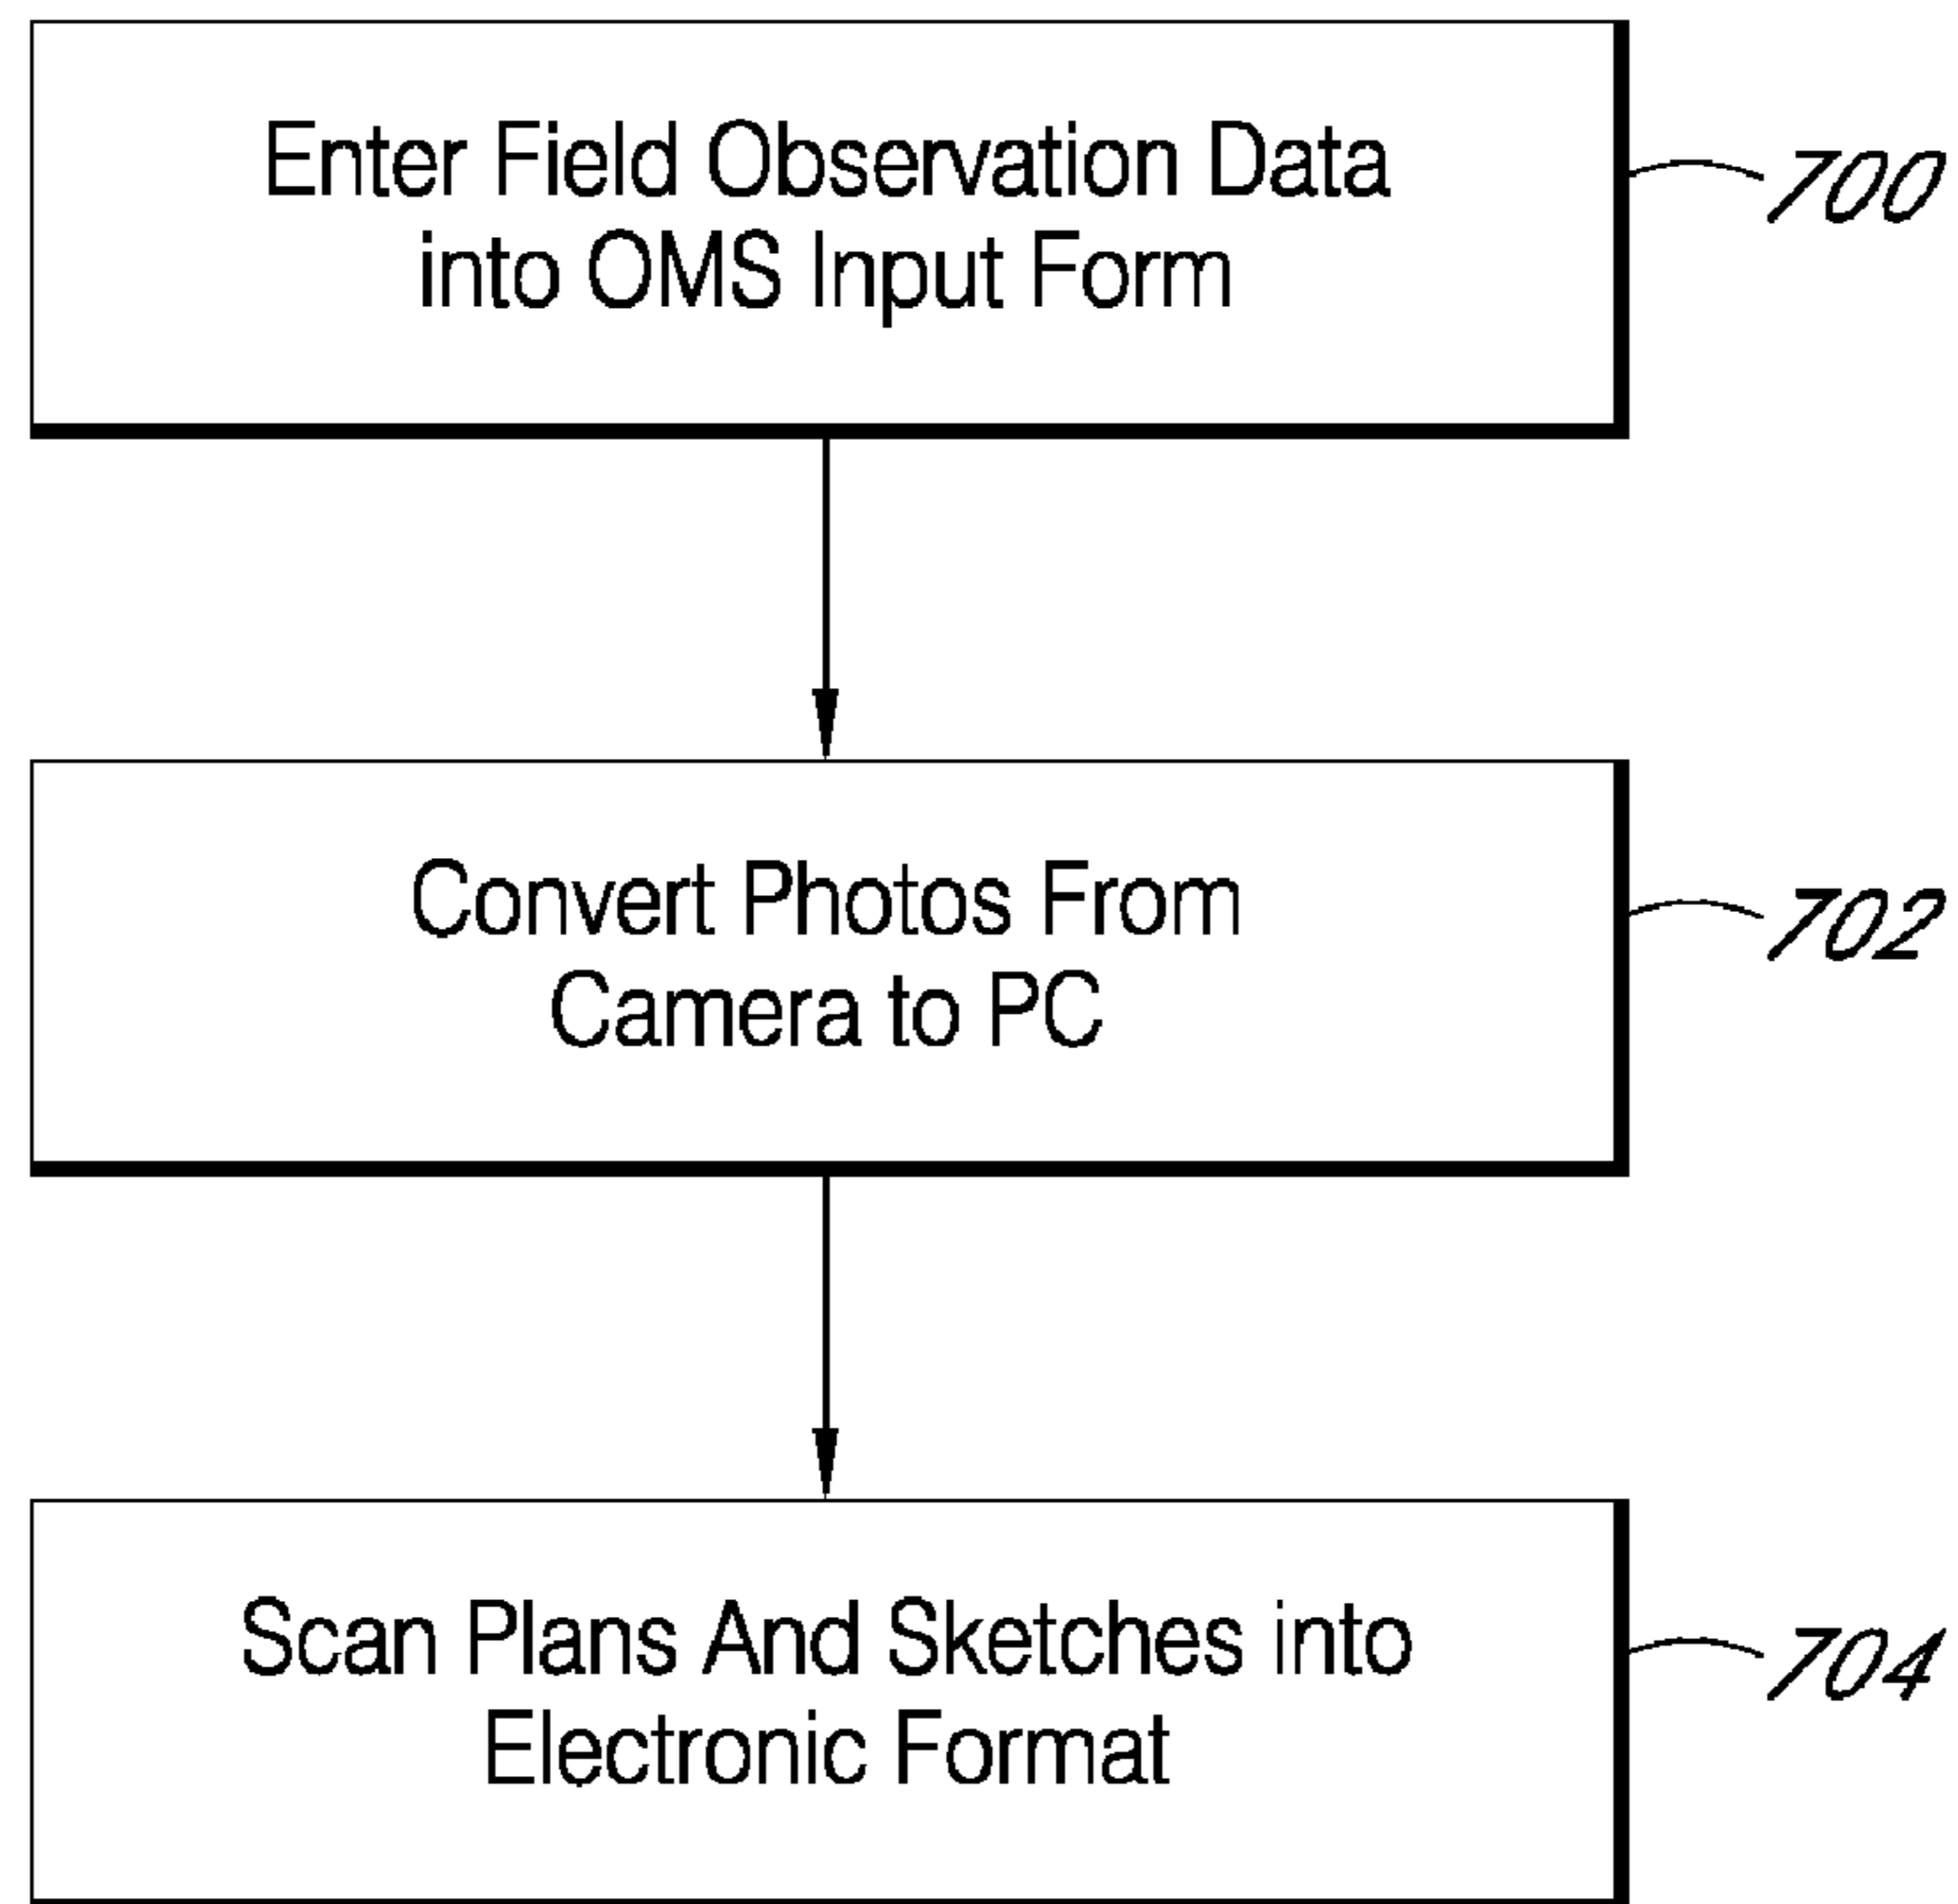 Enter Field Observation Data
into OMS Input Form
700
Convert Photos From
Camera to PC
702
Scan Plans And Sketches into
Electronic Format
704